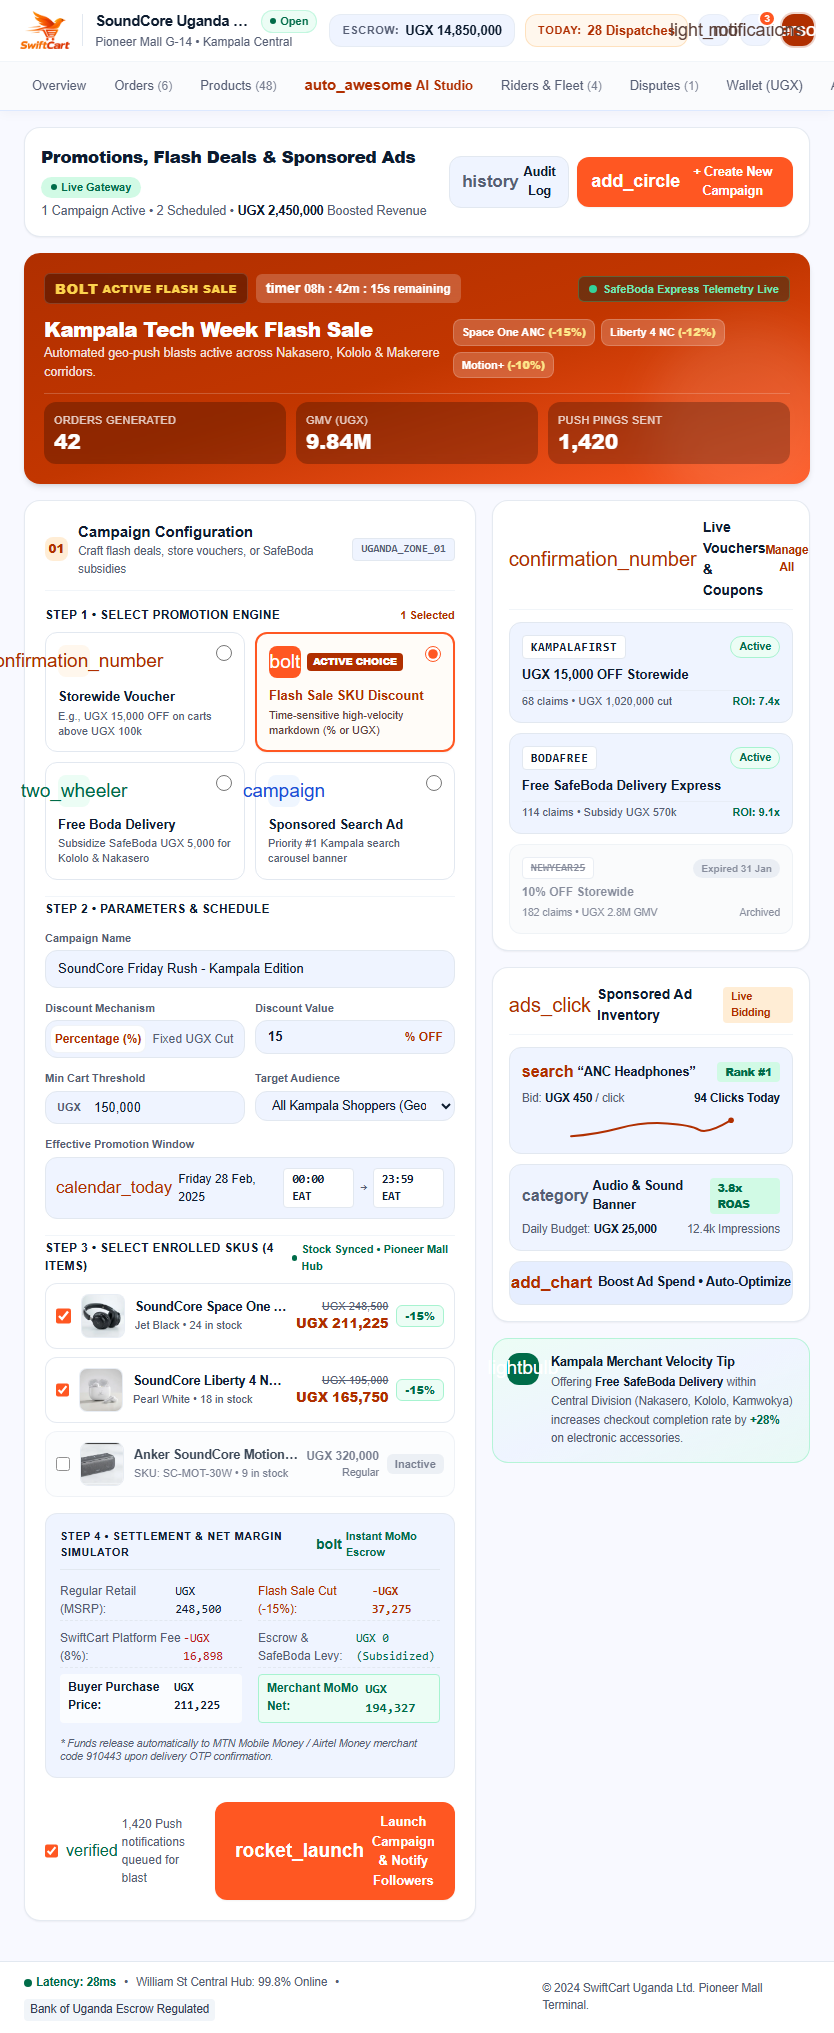 SwiftCart
SoundCore Uganda ...
Open
Pioneer Mall G-14 • Kampala Central
ESCROW: UGX 14,850,000
TODAY: 28 Dispatches
3
Overview
Orders (6)
Products (48)
auto_awesome AI Studio
Riders & Fleet (4)
Disputes (1)
Wallet (UGX)
Promotions, Flash Deals & Sponsored Ads
Live Gateway
1 Campaign Active • 2 Scheduled • UGX 2,450,000 Boosted Revenue
history Audit
Log
add_circle + Create New
Campaign
BOLT ACTIVE FLASH SALE
timer 08h : 42m : 15s remaining
SafeBoda Express Telemetry Live
Kampala Tech Week Flash Sale
Automated geo-push blasts active across Nakasero, Kololo & Makerere
corridors.
Space One ANC (-15%)
Liberty 4 NC (-12%)
Motion+ (-10%)
ORDERS GENERATED
42
GMV (UGX)
9.84M
PUSH PINGS SENT
1,420
01
Campaign Configuration
Craft flash deals, store vouchers, or SafeBoda
subsidies
UGANDA_ZONE_01
STEP 1 • SELECT PROMOTION ENGINE
1 Selected
onfirmation_number
Storewide Voucher
E.g., UGX 15,000 OFF on carts
above UGX 100k
bolt
ACTIVE CHOICE
Flash Sale SKU Discount
Time-sensitive high-velocity
markdown (% or UGX)
two_wheeler
Free Boda Delivery
Subsidize SafeBoda UGX 5,000 for
Kololo & Nakasero
campaign
Sponsored Search Ad
Priority #1 Kampala search
carousel banner
STEP 2 • PARAMETERS & SCHEDULE
Campaign Name
SoundCore Friday Rush - Kampala Edition
Discount Mechanism
Percentage (%)
Fixed UGX Cut
Discount Value
15
% OFF
Min Cart Threshold
UGX 150,000
Target Audience
All Kampala Shoppers (Geo
Effective Promotion Window
calendar_today
Friday 28 Feb,
2025
00:00
EAT
→
23:59
EAT
STEP 3 • SELECT ENROLLED SKUS (4
ITEMS)
Stock Synced • Pioneer Mall
Hub
SoundCore Space One ...
Jet Black • 24 in stock
UGX 248,500
UGX 211,225
-15%
SoundCore Liberty 4 N...
Pearl White • 18 in stock
UGX 195,000
UGX 165,750
-15%
Anker SoundCore Motion...
SKU: SC-MOT-30W • 9 in stock
UGX 320,000
Regular
Inactive
STEP 4 • SETTLEMENT & NET MARGIN
SIMULATOR
bolt Instant MoMo
Escrow
Regular Retail
(MSRP):
UGX
248,500
Flash Sale Cut
(-15%):
-UGX
37,275
SwiftCart Platform Fee
(8%):
-UGX
16,898
Escrow &
SafeBoda Levy:
UGX 0
(Subsidized)
Buyer Purchase
Price:
UGX
211,225
Merchant MoMo
Net:
UGX
194,327
* Funds release automatically to MTN Mobile Money / Airtel Money merchant
code 910443 upon delivery OTP confirmation.
verified
1,420 Push
notifications
queued for
blast
rocket_launch
Launch
Campaign
& Notify
Followers
confirmation_number
Live
Vouchers
&
Coupons
Manage
All
KAMPALAFIRST
Active
UGX 15,000 OFF Storewide
68 claims • UGX 1,020,000 cut
ROI: 7.4x
BODAFREE
Active
Free SafeBoda Delivery Express
114 claims • Subsidy UGX 570k
ROI: 9.1x
NEWYEAR25
Expired 31 Jan
10% OFF Storewide
182 claims • UGX 2.8M GMV
Archived
ads_click
Sponsored Ad
Inventory
Live
Bidding
search “ANC Headphones”
Rank #1
Bid: UGX 450 / click
94 Clicks Today
category
Audio & Sound
Banner
3.8x
ROAS
Daily Budget: UGX 25,000
12.4k Impressions
add_chart Boost Ad Spend • Auto-Optimize
Kampala Merchant Velocity Tip
Offering Free SafeBoda Delivery within
Central Division (Nakasero, Kololo, Kamwokya)
increases checkout completion rate by +28%
on electronic accessories.
Latency: 28ms • William St Central Hub: 99.8% Online •
Bank of Uganda Escrow Regulated
© 2024 SwiftCart Uganda Ltd. Pioneer Mall
Terminal.